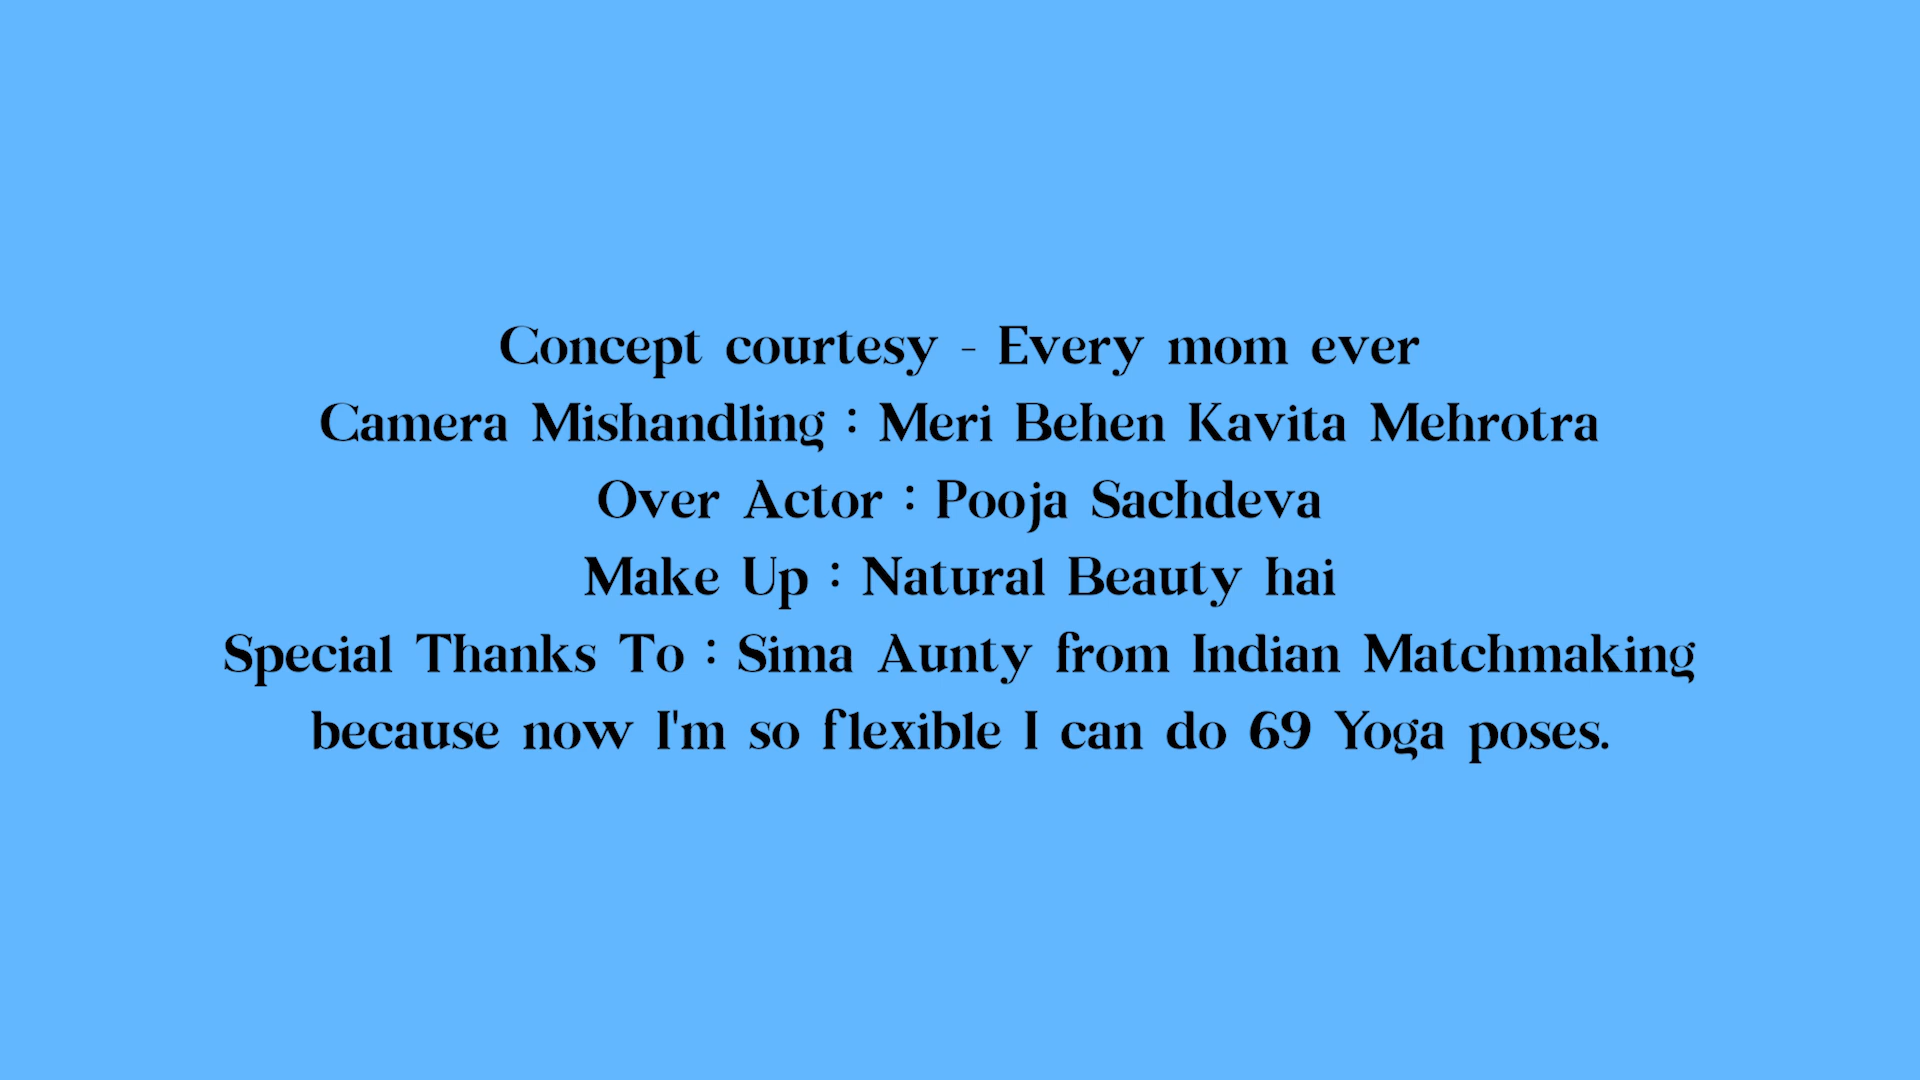 Concept courtesy - Every mom ever
Camera Mishandling : Meri Behen Kavita Mehrotra
Over Actor : Pooja Sachdeva
Make Up : Natural Beauty hai
Special Thanks To : Sima Aunty from Indian Matchmaking
because now I'm so flexible I can do 69 Yoga poses.